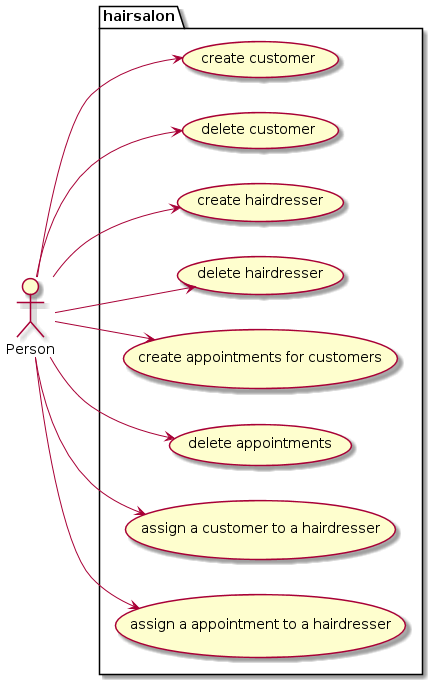 hairsalon
create customer
delete customer
create hairdresser
delete hairdresser
Person
create appointments for customers
delete appointments
assign a customer to a hairdresser
assign a appointment to a hairdresser